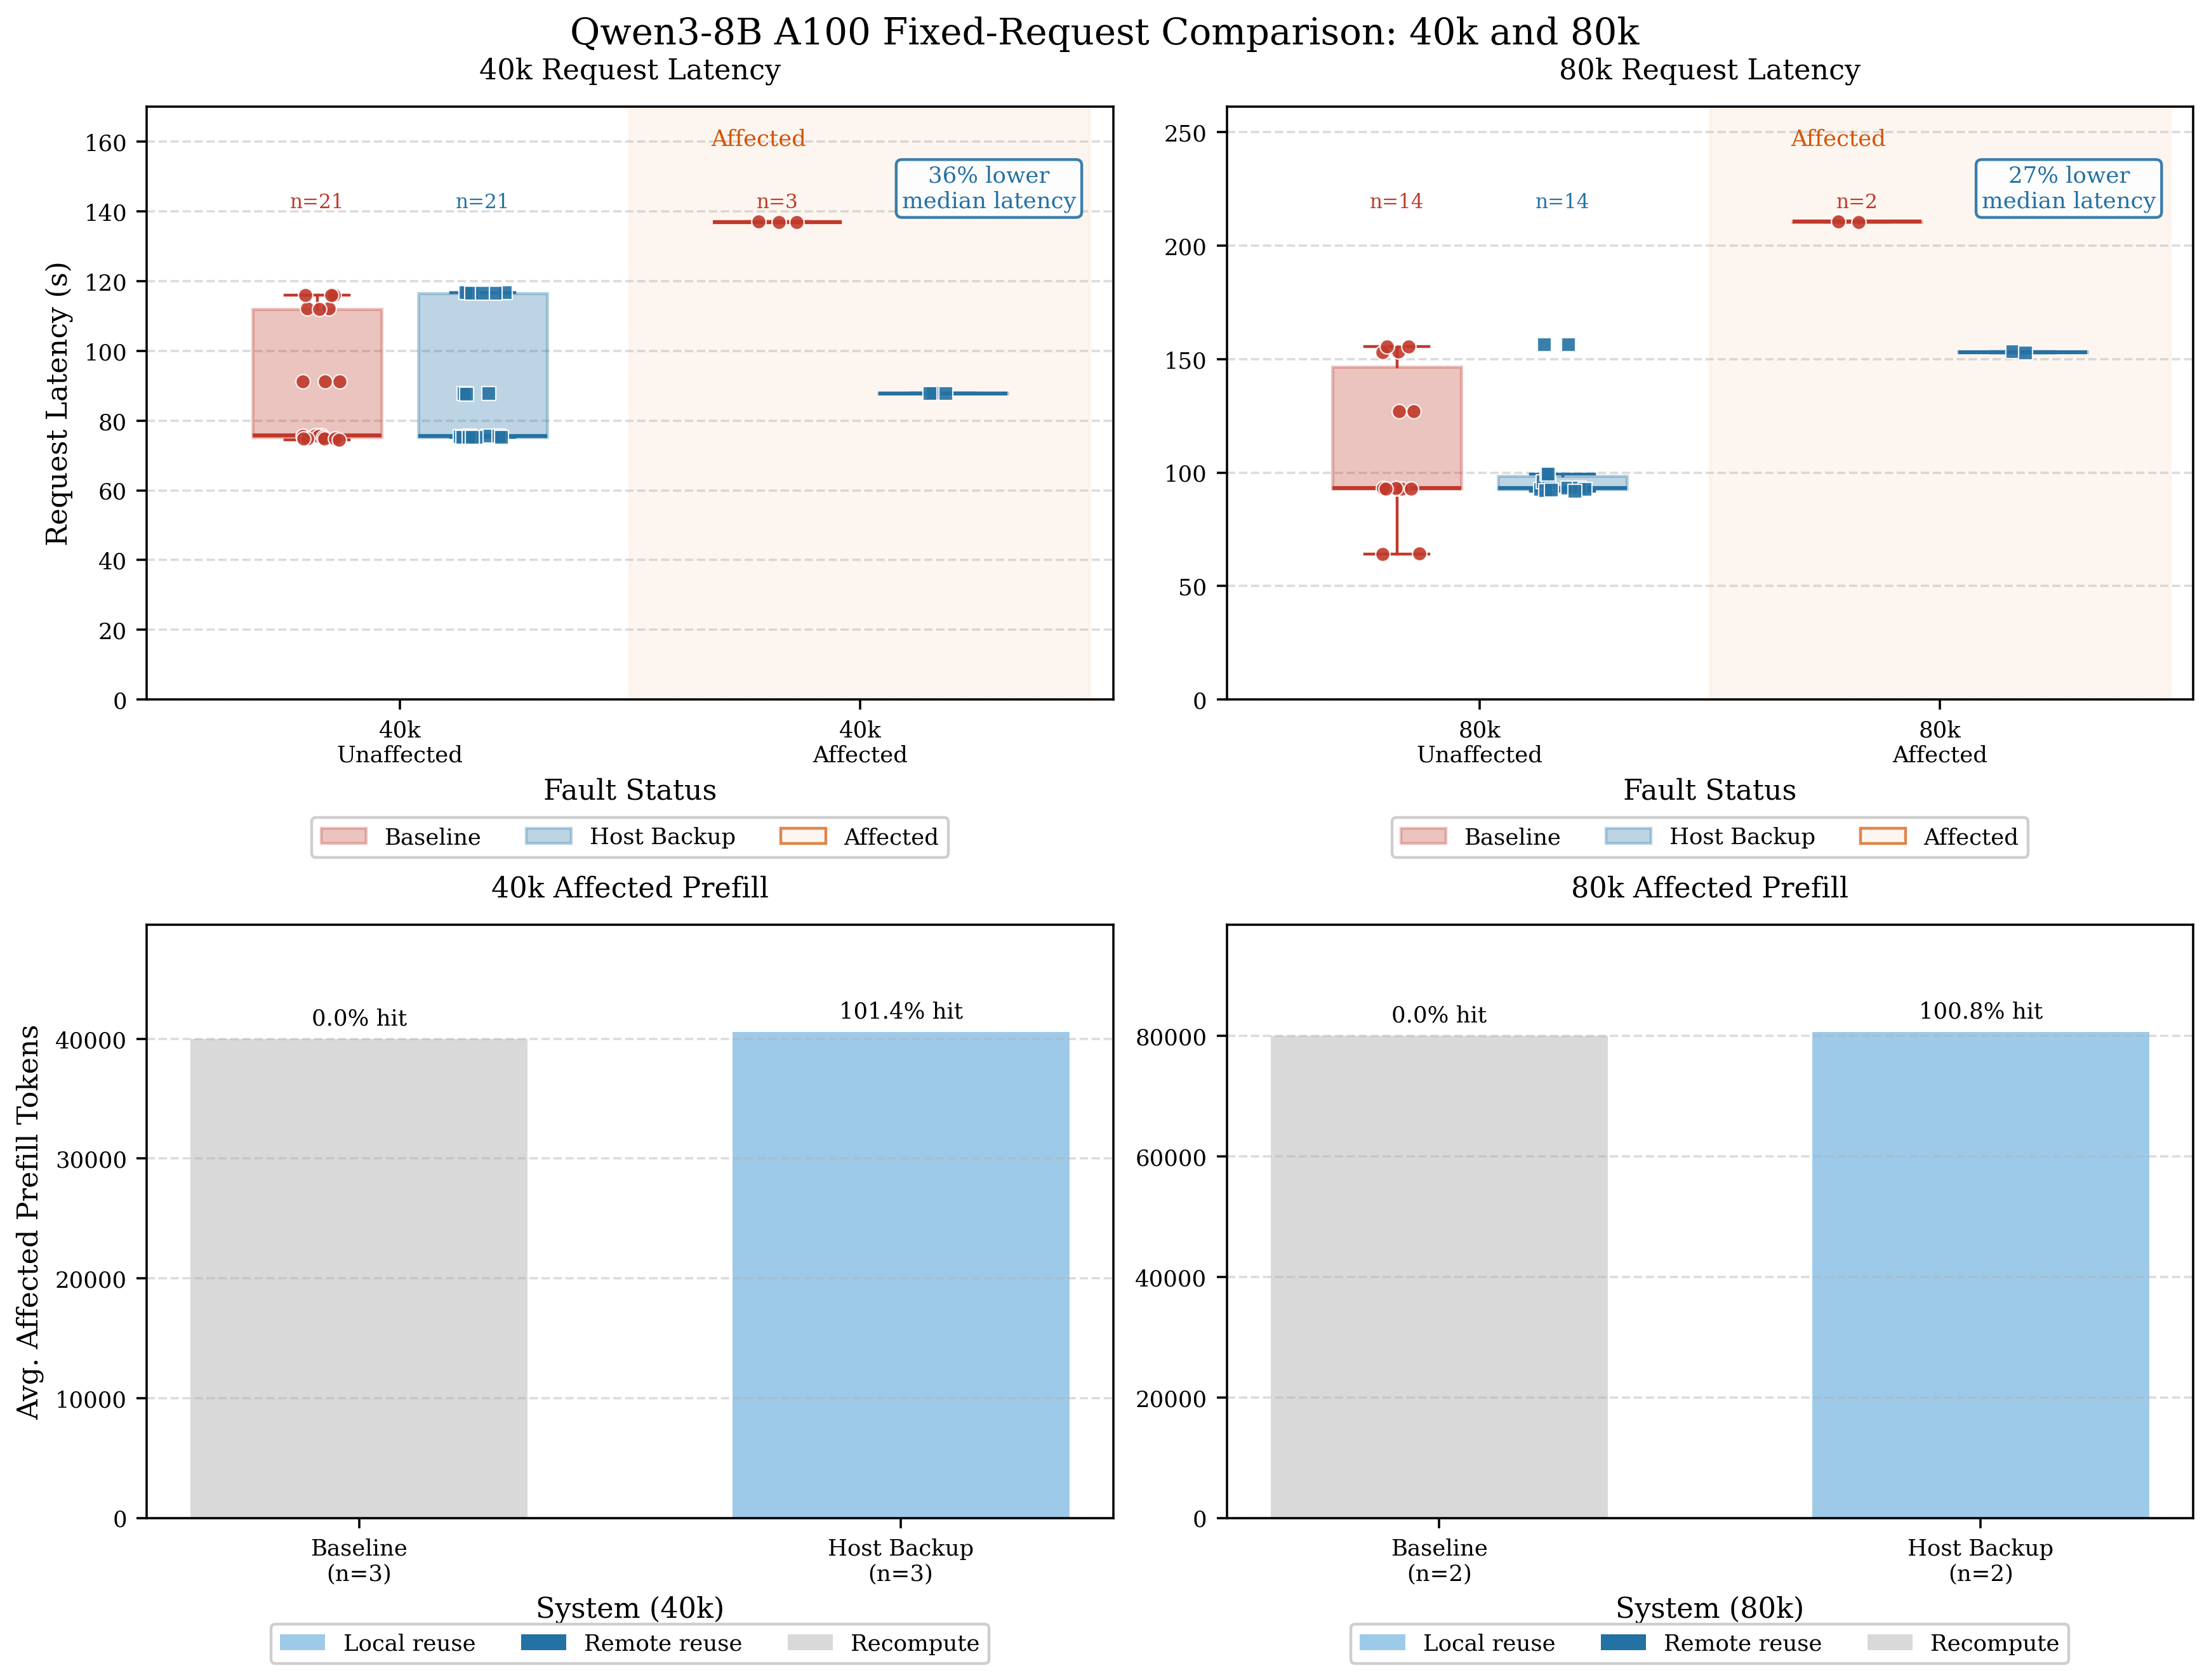 Qwen3-8B A100 Fixed-Request Comparison: 40k and 80k
40k Request Latency
Request Latency (s)
160
140
120
100
80
60
40
20
0
n=21
n=21
Affected
n=3
36% lower
median latency
40k
Unaffected
40k
Affected
Fault Status
Baseline
Host Backup
Affected
80k Request Latency
250
200
150
100
50
0
n=14
n=14
Affected
n=2
27% lower
median latency
80k
Unaffected
80k
Affected
Fault Status
Baseline
Host Backup
Affected
40k Affected Prefill
Avg. Affected Prefill Tokens
40000
30000
20000
10000
0
0.0% hit
101.4% hit
Baseline
(n=3)
Host Backup
(n=3)
System (40k)
Local reuse
Remote reuse
Recompute
80k Affected Prefill
80000
60000
40000
20000
0
0.0% hit
100.8% hit
Baseline
(n=2)
Host Backup
(n=2)
System (80k)
Local reuse
Remote reuse
Recompute